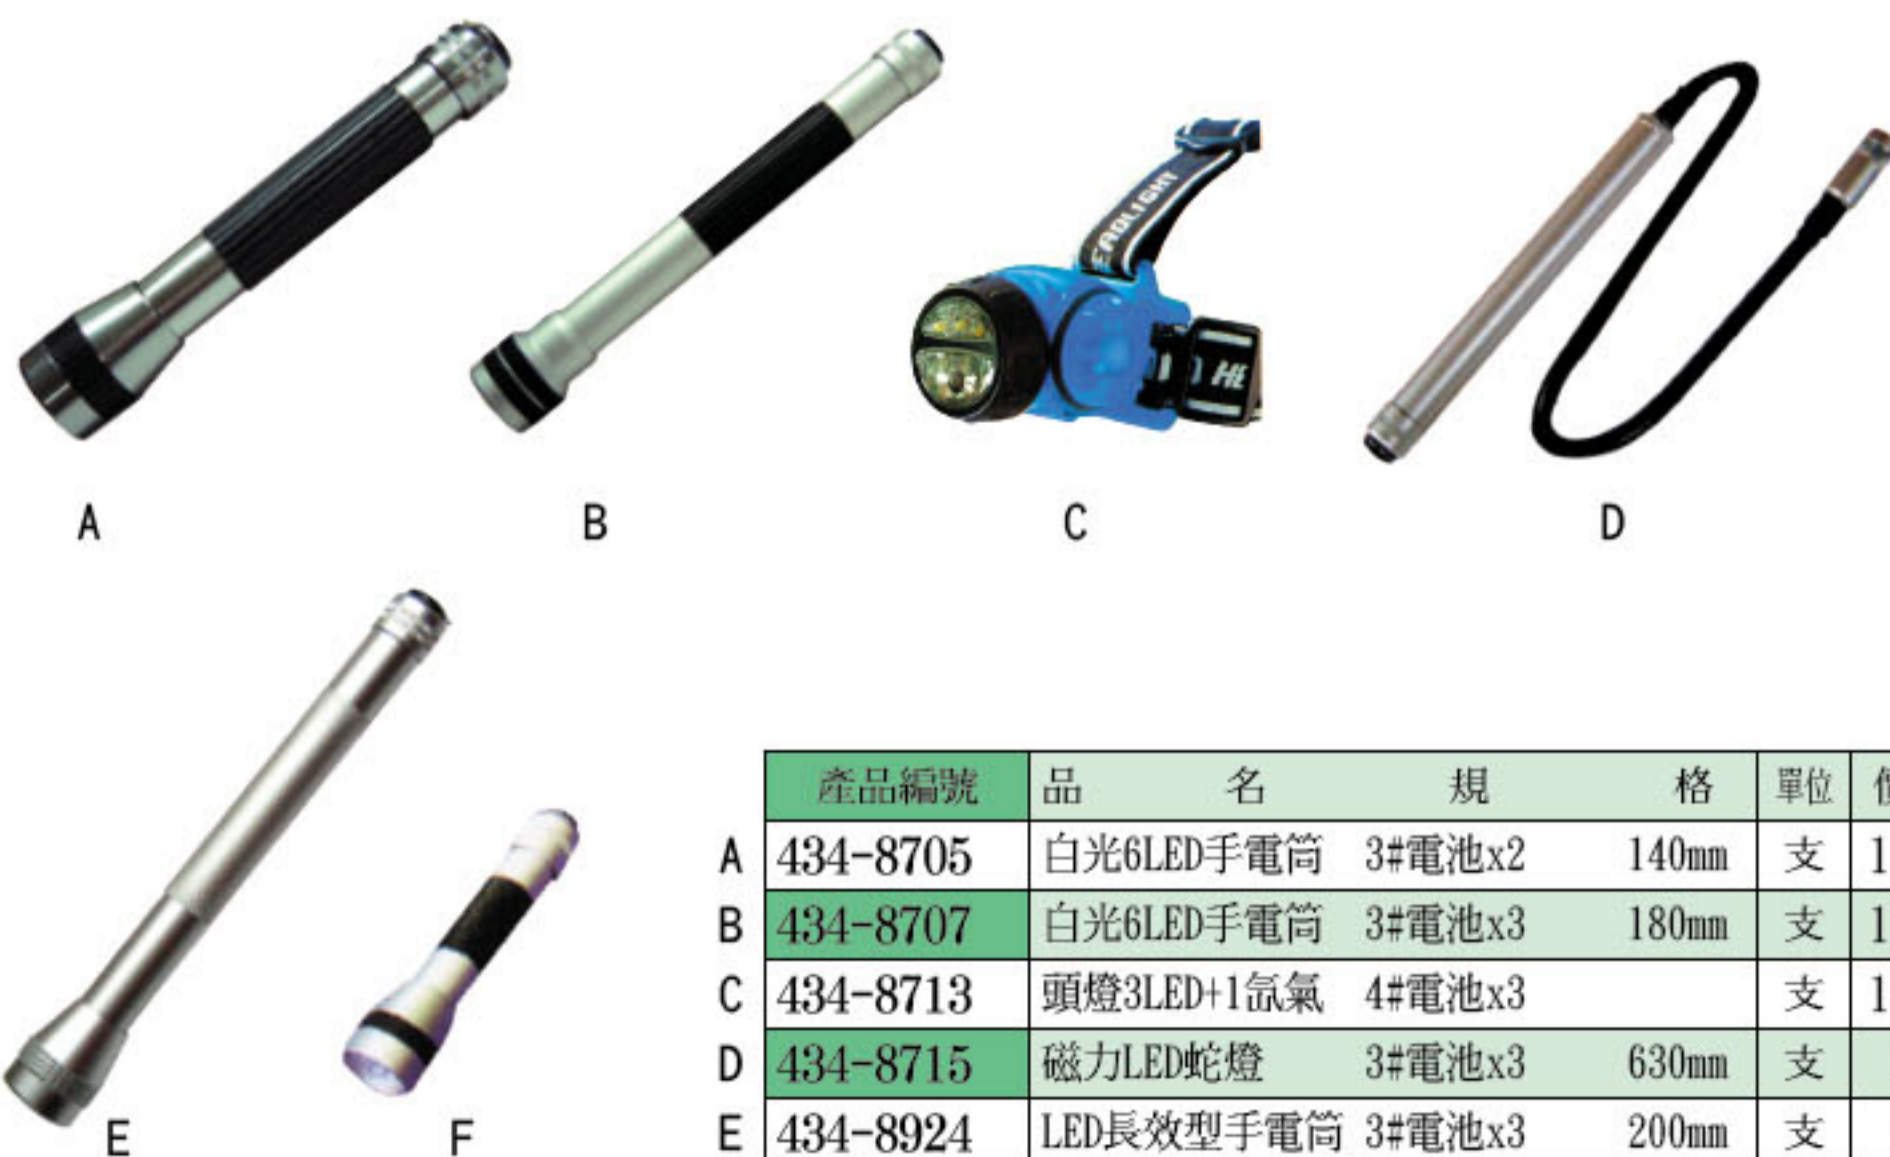 EADLIGHT
HE
A
B
C
D
E
F
產品編號 品名 規格 單位
A 434-8705 白光6LED手電筒 3#電池x2 140mm 支 1
B 434-8707 白光6LED手電筒 3#電池x3 180mm 支 1
C 434-8713 頭燈3LED+1氙氣 4#電池x3 支 1
D 434-8715 磁力LED蛇燈 3#電池x3 630mm 支
E 434-8924 LED長效型手電筒 3#電池x3 200mm 支